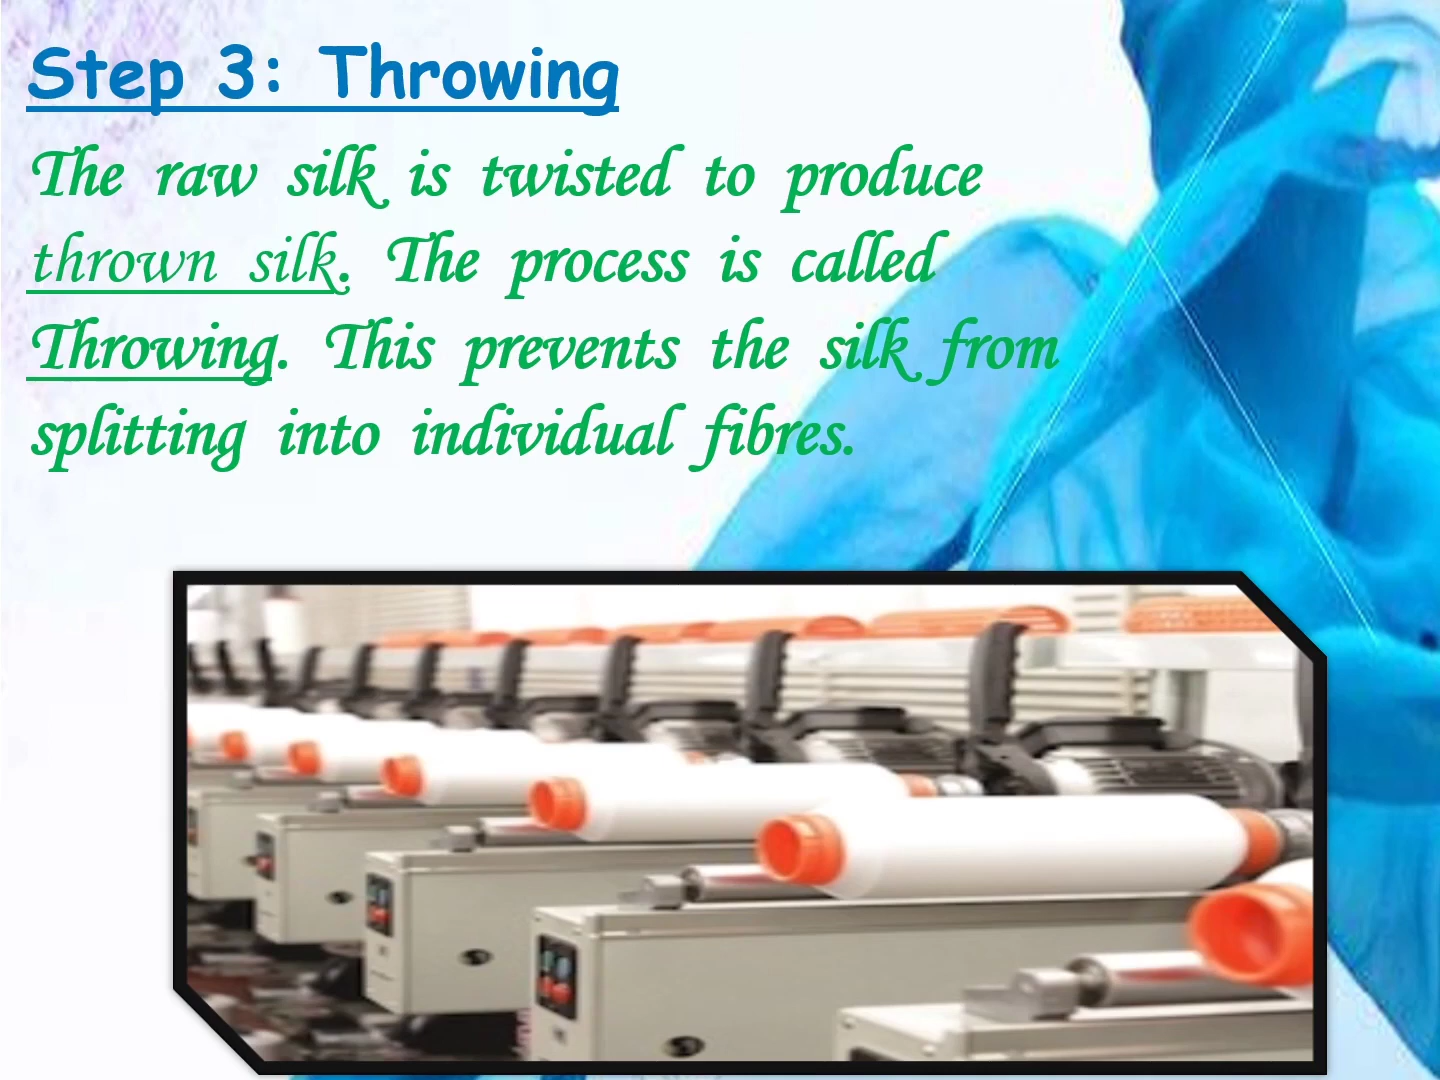 Step 3: Throwing
The raw silk is twisted to produce
thrown silk. The process is called
Throwing. This prevents the silk from
splitting into individual fibres.